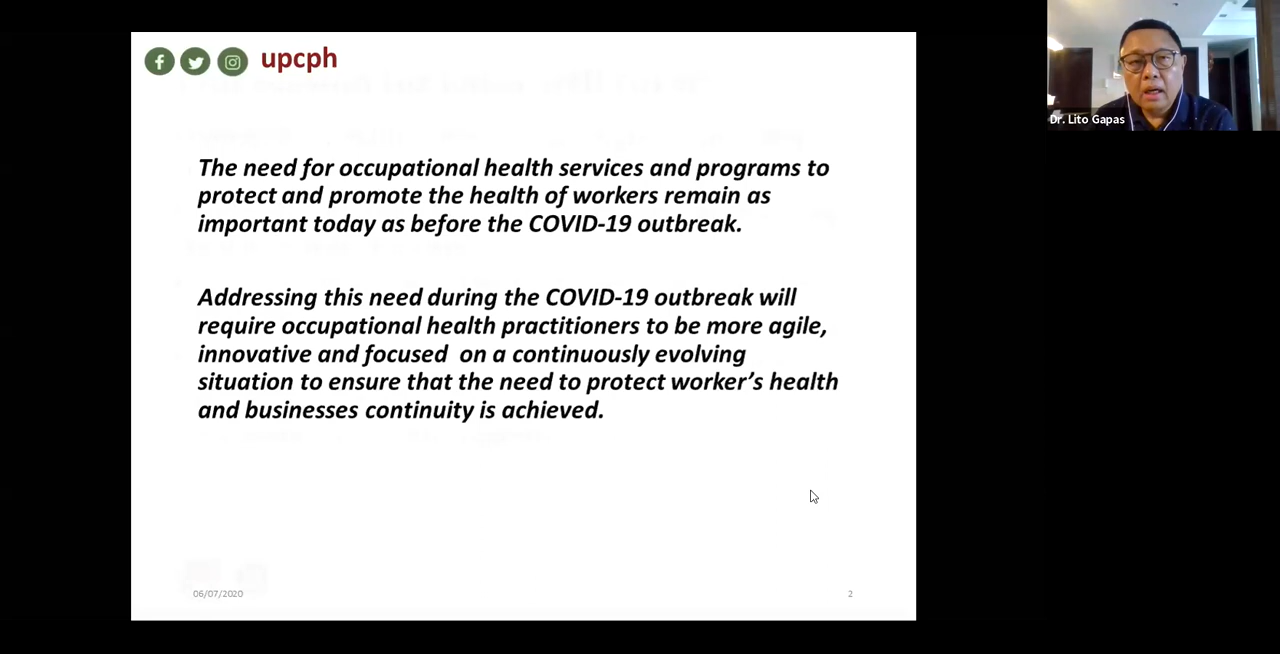 upcph
Dr. Lito Gapas
The need for occupational health services and programs to
protect and promote the health of workers remain as
important today as before the COVID-19 outbreak.
Addressing this need during the COVID-19 outbreak will
require occupational health practitioners to be more agile,
innovative and focused  on a continuously evolving
situation to ensure that the need to protect worker’s health
and businesses continuity is achieved.
06/07/2020
2